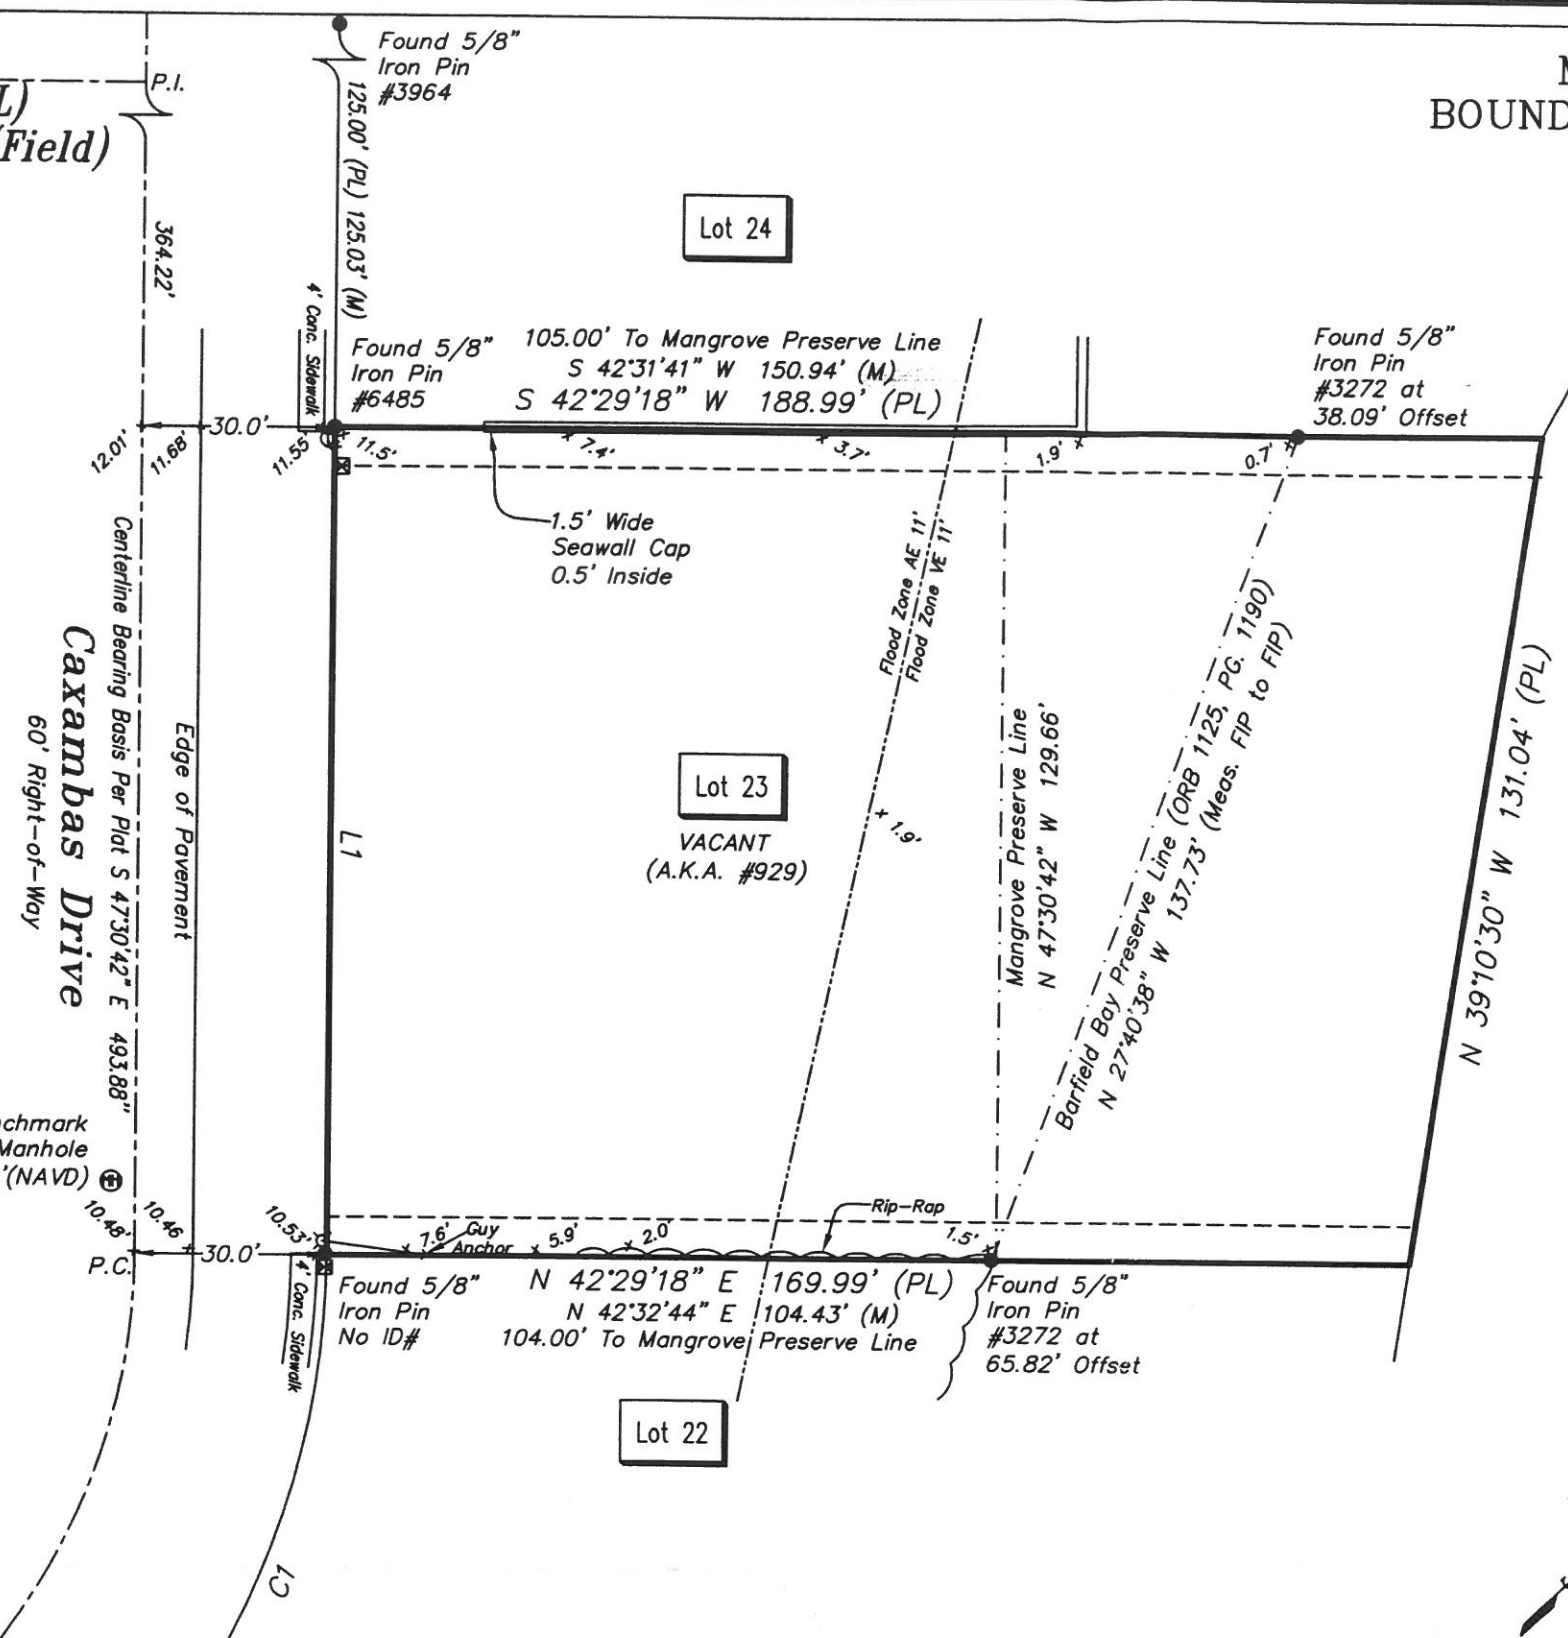 Found 5/8"
Iron Pin
#3964
P.I.
L)
(Field)
BOUND
125.00' (PL) 125.03' (M)
364.22'
Lot 24
4' Conc. Sidewalk
Found 5/8"
Iron Pin
#6485
105.00' To Mangrove Preserve Line
S 42°31'41" W 150.94' (M)
S 42°29'18" W 188.99' (PL)
Found 5/8"
Iron Pin
#3272 at
38.09' Offset
30.0'
12.01'
11.68'
11.55'
11.5'
7.4'
3.7'
1.9'
0.7'
1.5' Wide
Seawall Cap
0.5' Inside
Flood Zone AE 11'
Flood Zone VE 11'
Mangrove Preserve Line
N 47°30'42" W 129.66'
Barfield Bay Preserve Line (ORB 1125, PG. 1190)
N 27°40'38" W 137.73' (Meas. FIP to FIP)
N 39°10'30" W 131.04' (PL)
Lot 23
VACANT
(A.K.A. #929)
1.9'
L1
Edge of Pavement
Centerline Bearing Basis Per Plat S 47°30'42" E 493.88"
Caxambas Drive
60' Right-of-Way
chmark
Manhole
'(NAVD)
10.48'
10.46
10.53'
P.C.
30.0'
7.6'
Guy
Anchor
5.9'
2.0'
Rip-Rap
1.5'
4' Conc. Sidewalk
Found 5/8"
Iron Pin
No ID#
N 42°29'18" E 169.99' (PL)
N 42°32'44" E 104.43' (M)
104.00' To Mangrove Preserve Line
Found 5/8"
Iron Pin
#3272 at
65.82' Offset
Lot 22